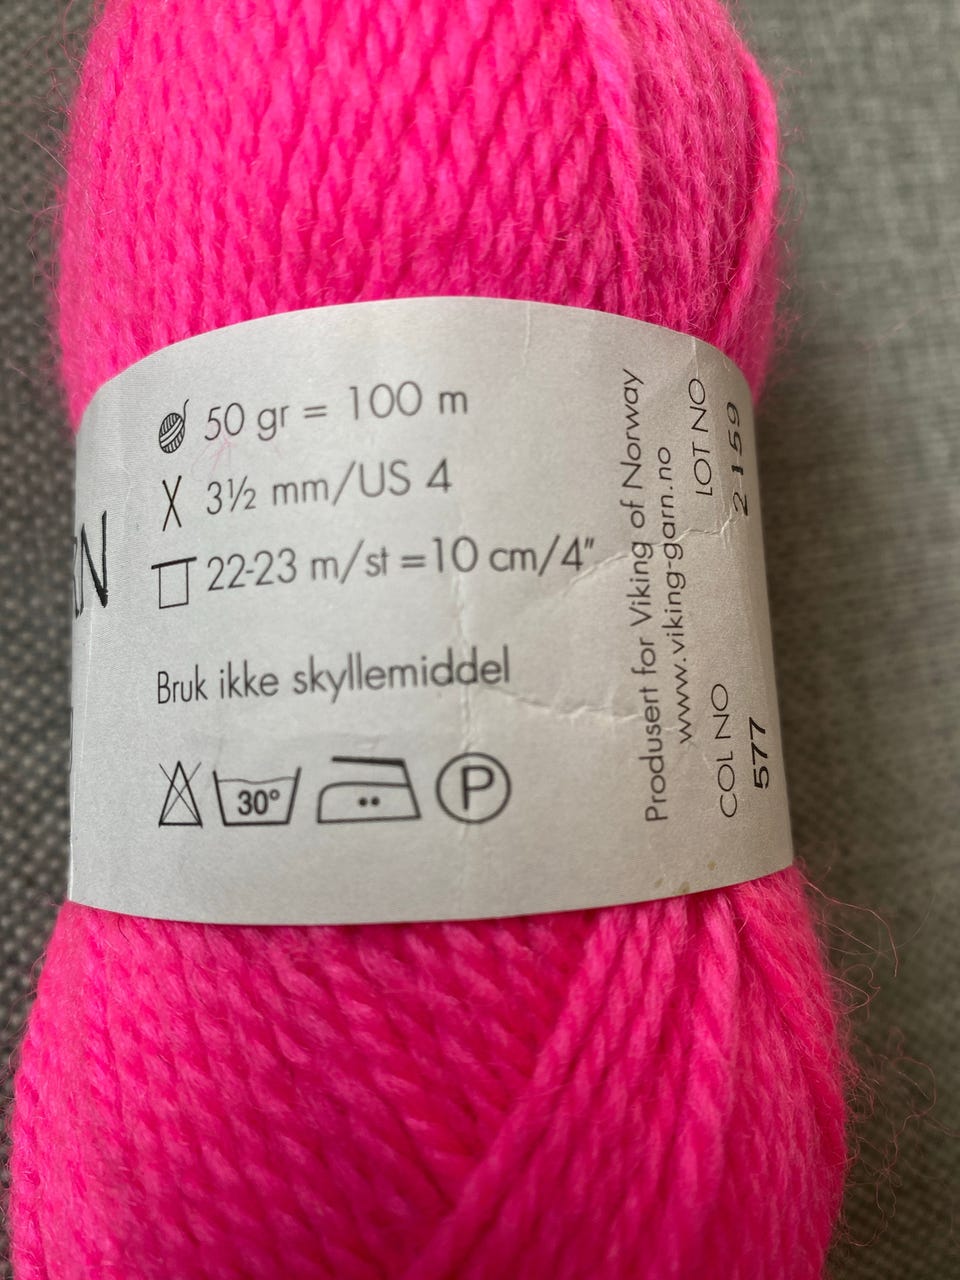 50 gr = 100 m
3½ mm/US 4
22-23 m/st =10 cm/4"
Bruk ikke skyllemiddel
30°
P
Produsert for Viking of Norway
www.viking-garn.no
LOT NO
2159
COL NO
577